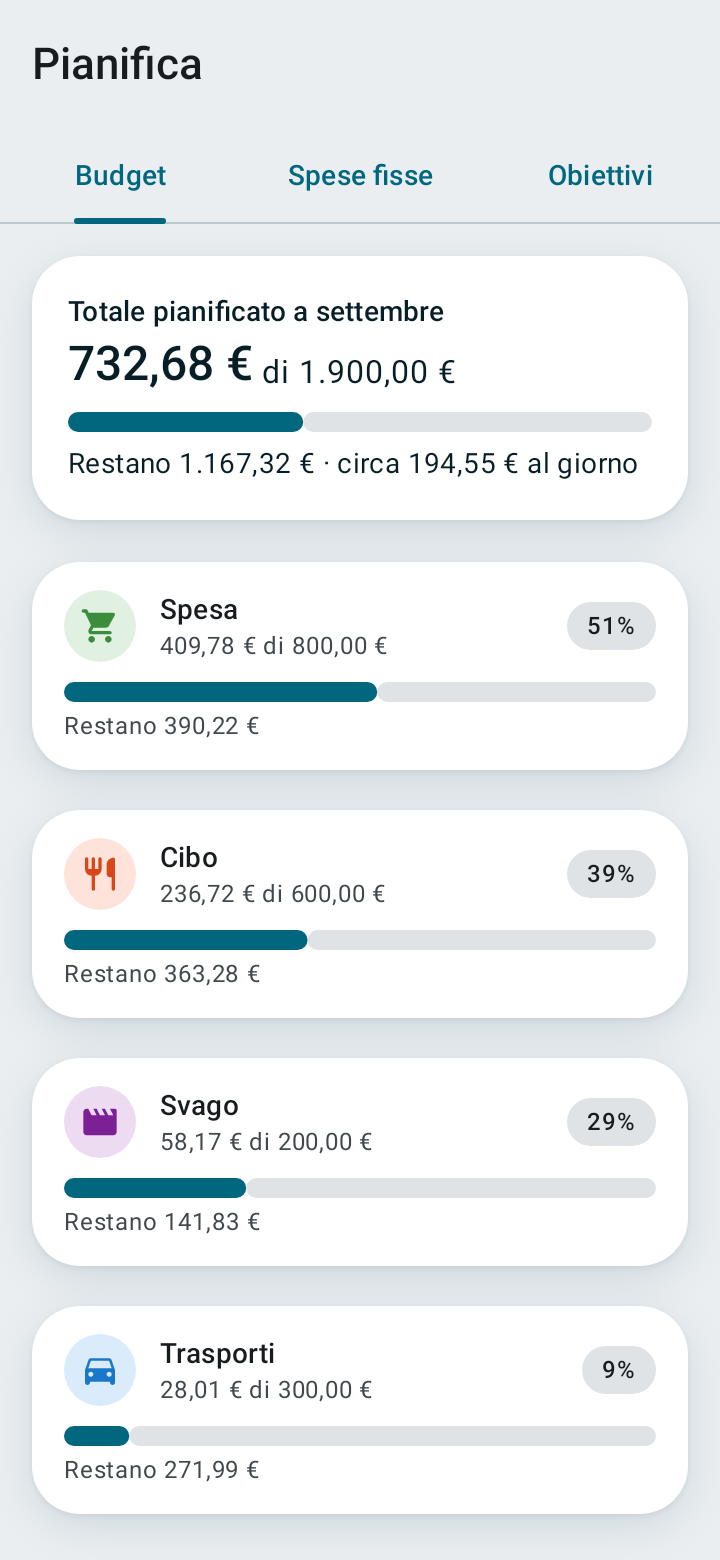 Pianifica
Budget
Spese fisse
Obiettivi
Totale pianificato a settembre
732,68 € di 1.900,00 €
Restano 1.167,32 € · circa 194,55 € al giorno
Spesa
409,78 € di 800,00 €
51%
Restano 390,22 €
Cibo
236,72 € di 600,00 €
39%
Restano 363,28 €
Svago
58,17 € di 200,00 €
29%
Restano 141,83 €
Trasporti
28,01 € di 300,00 €
9%
Restano 271,99 €